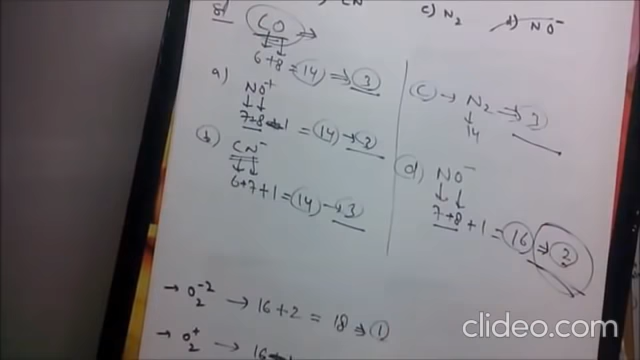 CN c) N₂ d) NO⁻
CO ⇒
6+8 = 14 ⇒ 3
a) NO⁺
7+8-1 = 14 → 3
b) CN⁻
6+7+1 = 14 → 3
c) → N₂ → 3
14
d) NO⁻
7+8+1 = 16 ⇒ 2
→ O₂⁻² → 16+2 = 18 ⇒ 1
→ O₂⁺ → 16-1
clideo.com